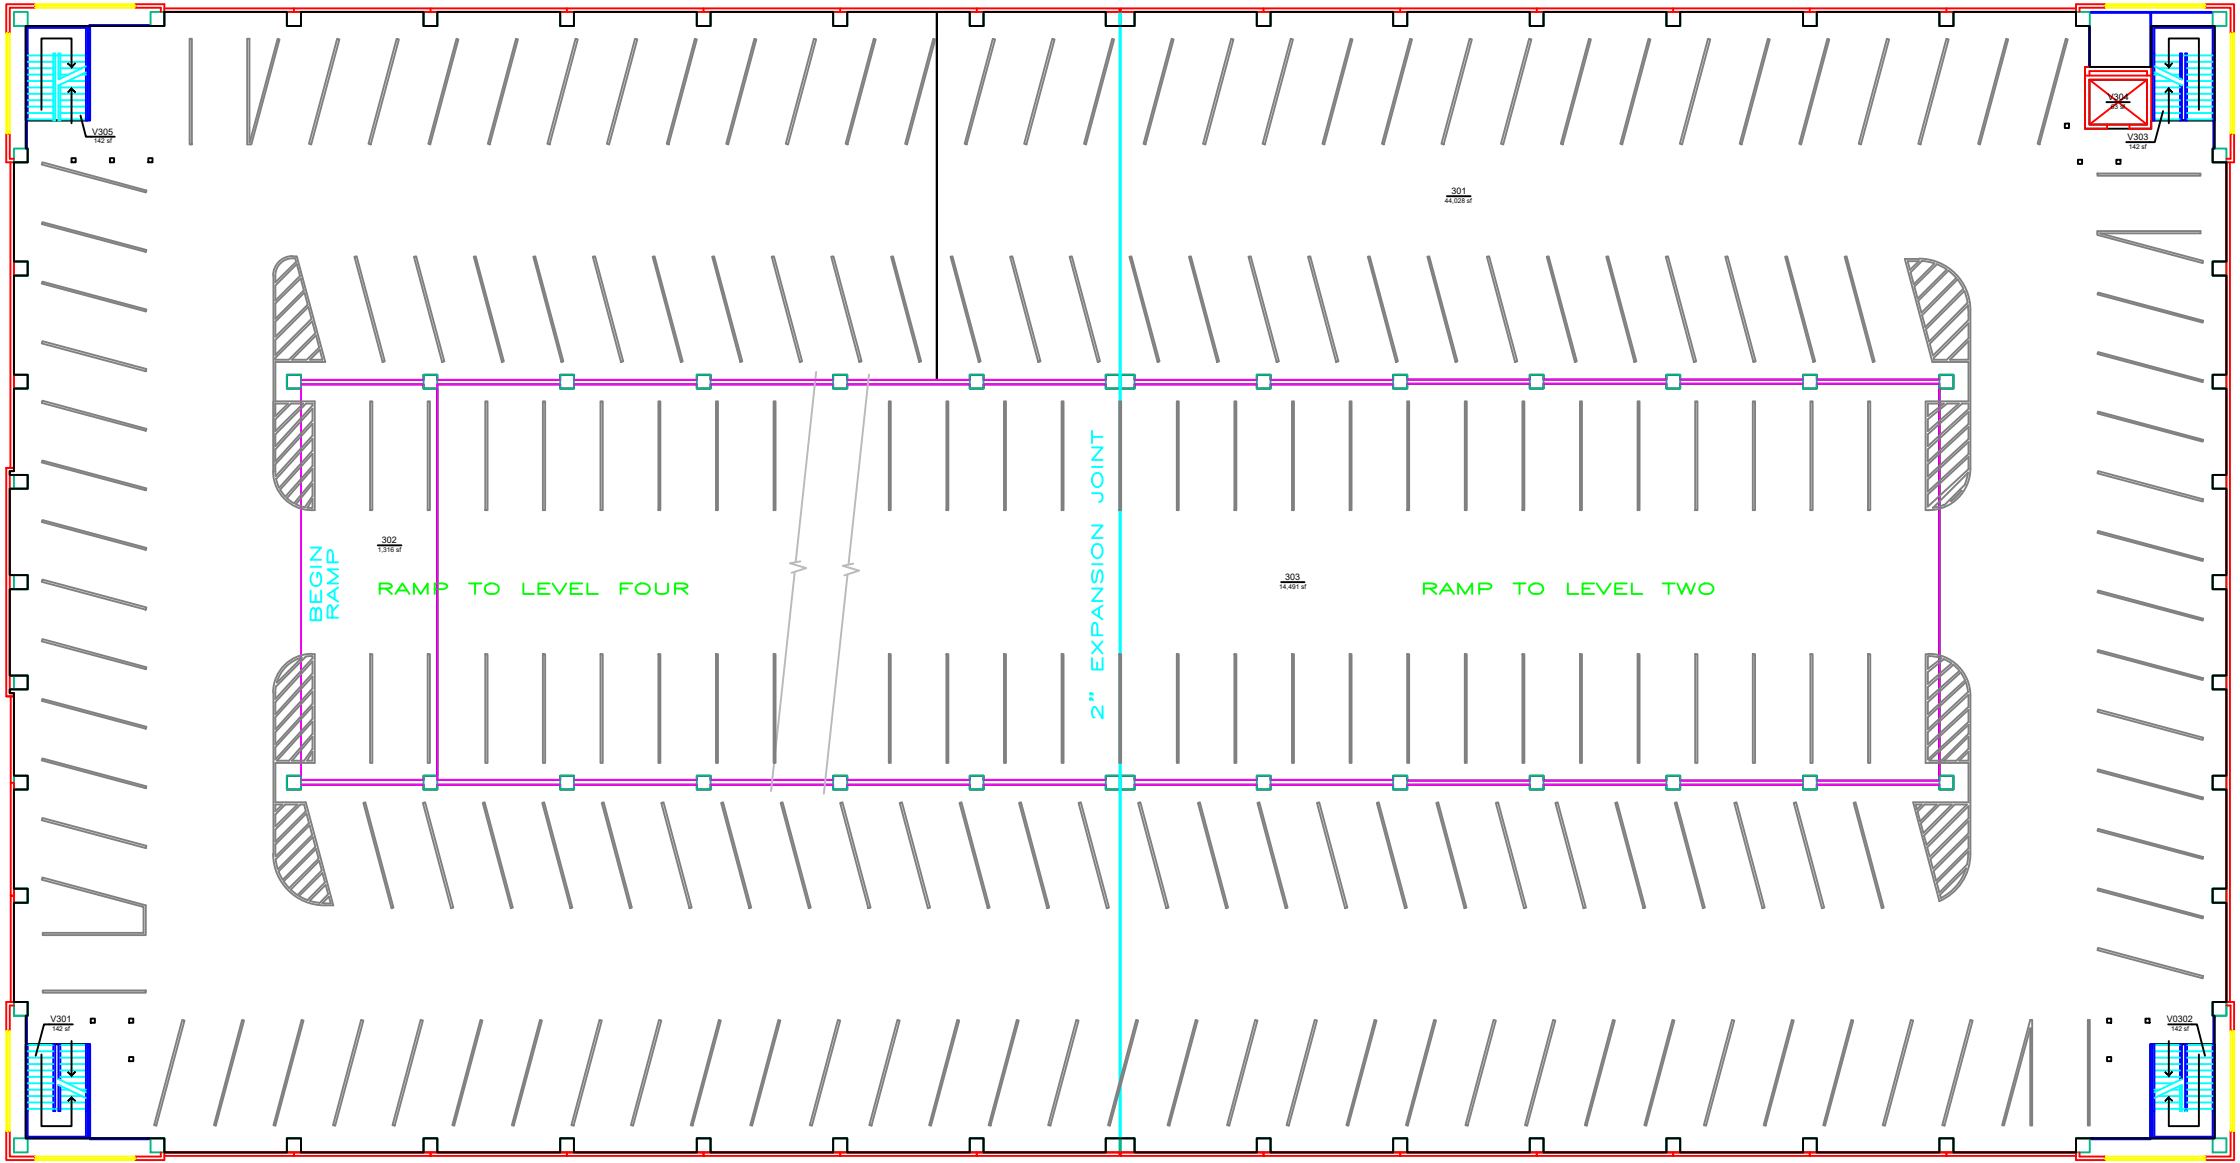 V305
142 sf
V304
63 sf
V303
142 sf
301
44,028 sf
302
1,316 sf
BEGIN
RAMP
RAMP TO LEVEL FOUR
2" EXPANSION JOINT
303
14,491 sf
RAMP TO LEVEL TWO
V301
142 sf
V0302
142 sf